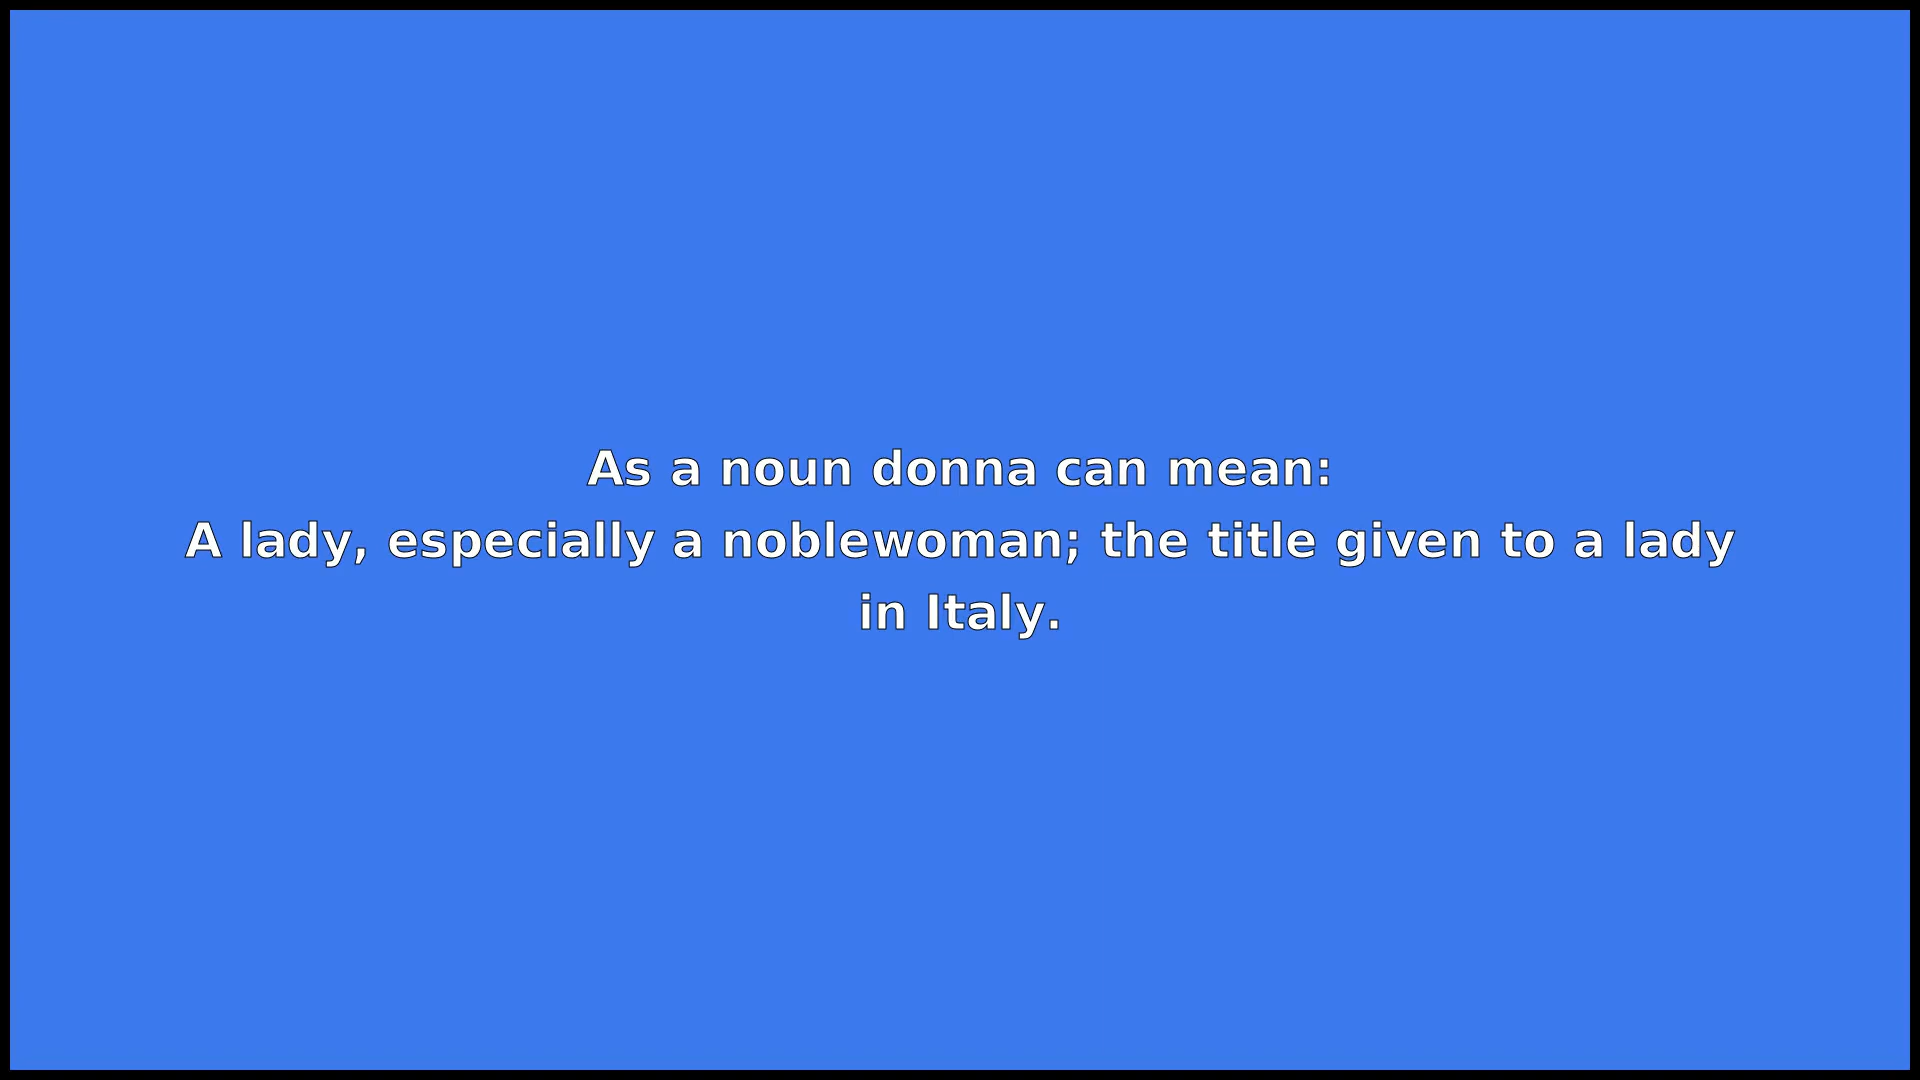 As a noun donna can mean:
A lady, especially a noblewoman; the title given to a lady
in Italy.